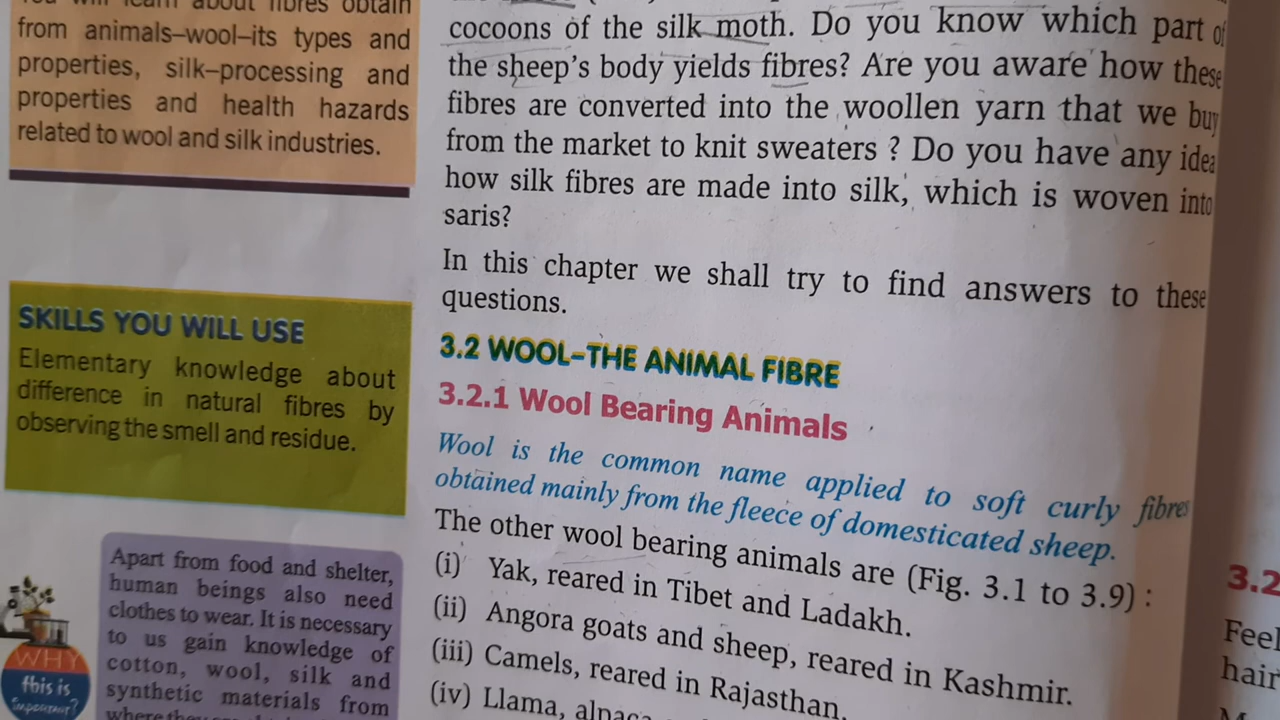 from animals–wool–its types and
properties, silk–processing and
properties and health hazards
related to wool and silk industries.
SKILLS YOU WILL USE
Elementary knowledge about
difference in natural fibres by
observing the smell and residue.
WHY
this is
important?
Apart from food and shelter,
human beings also need
clothes to wear. It is necessary
to us gain knowledge of
cotton, wool, silk and
synthetic materials from
cocoons of the silk moth. Do you know which part of
the sheep's body yields fibres? Are you aware how these
fibres are converted into the woollen yarn that we buy
from the market to knit sweaters ? Do you have any idea
how silk fibres are made into silk, which is woven into
saris?
In this chapter we shall try to find answers to these
questions.
3.2 WOOL–THE ANIMAL FIBRE
3.2.1 Wool Bearing Animals
Wool is the common name applied to soft curly fibres
obtained mainly from the fleece of domesticated sheep.
The other wool bearing animals are (Fig. 3.1 to 3.9) :
(i) Yak, reared in Tibet and Ladakh.
(ii) Angora goats and sheep, reared in Kashmir.
(iii) Camels, reared in Rajasthan.
(iv) Llama,
3.2
Feel
hair